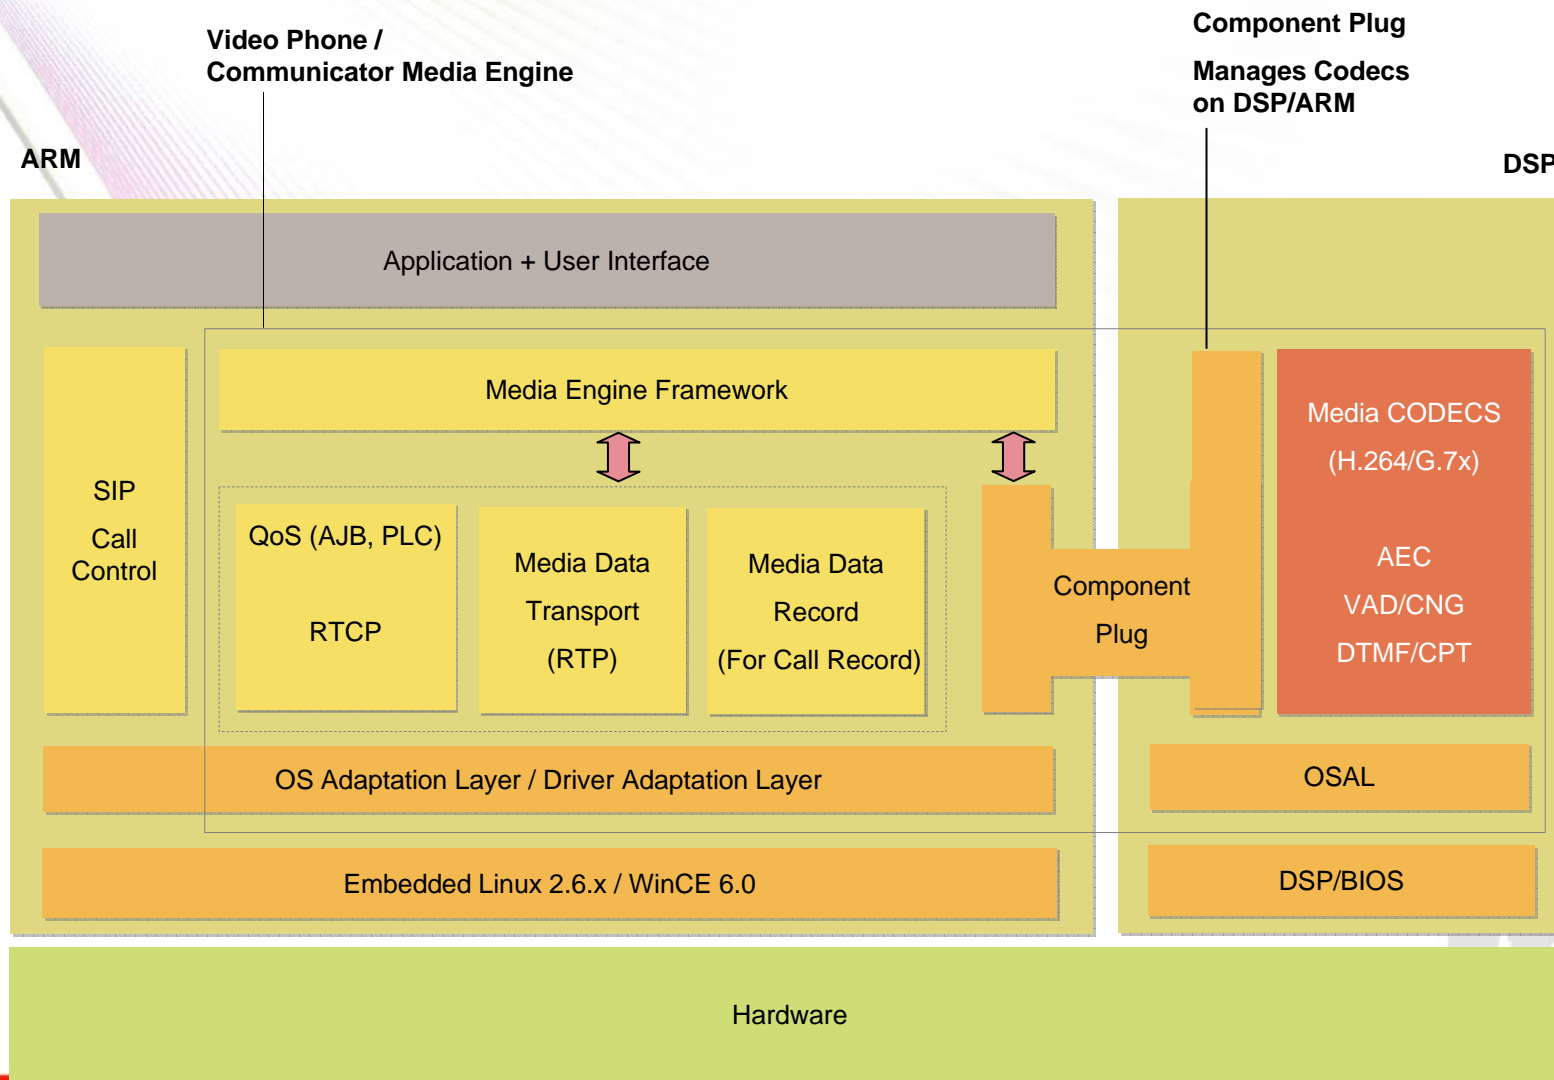 Video Phone /
Communicator Media Engine
Component Plug
Manages Codecs
on DSP/ARM
ARM
DSP
Application + User Interface
Media Engine Framework
SIP
Call
Control
QoS (AJB, PLC)
RTCP
Media Data
Transport
(RTP)
Media Data
Record
(For Call Record)
Component
Plug
Media CODECS
(H.264/G.7x)
AEC
VAD/CNG
DTMF/CPT
OS Adaptation Layer / Driver Adaptation Layer
OSAL
Embedded Linux 2.6.x / WinCE 6.0
DSP/BIOS
Hardware